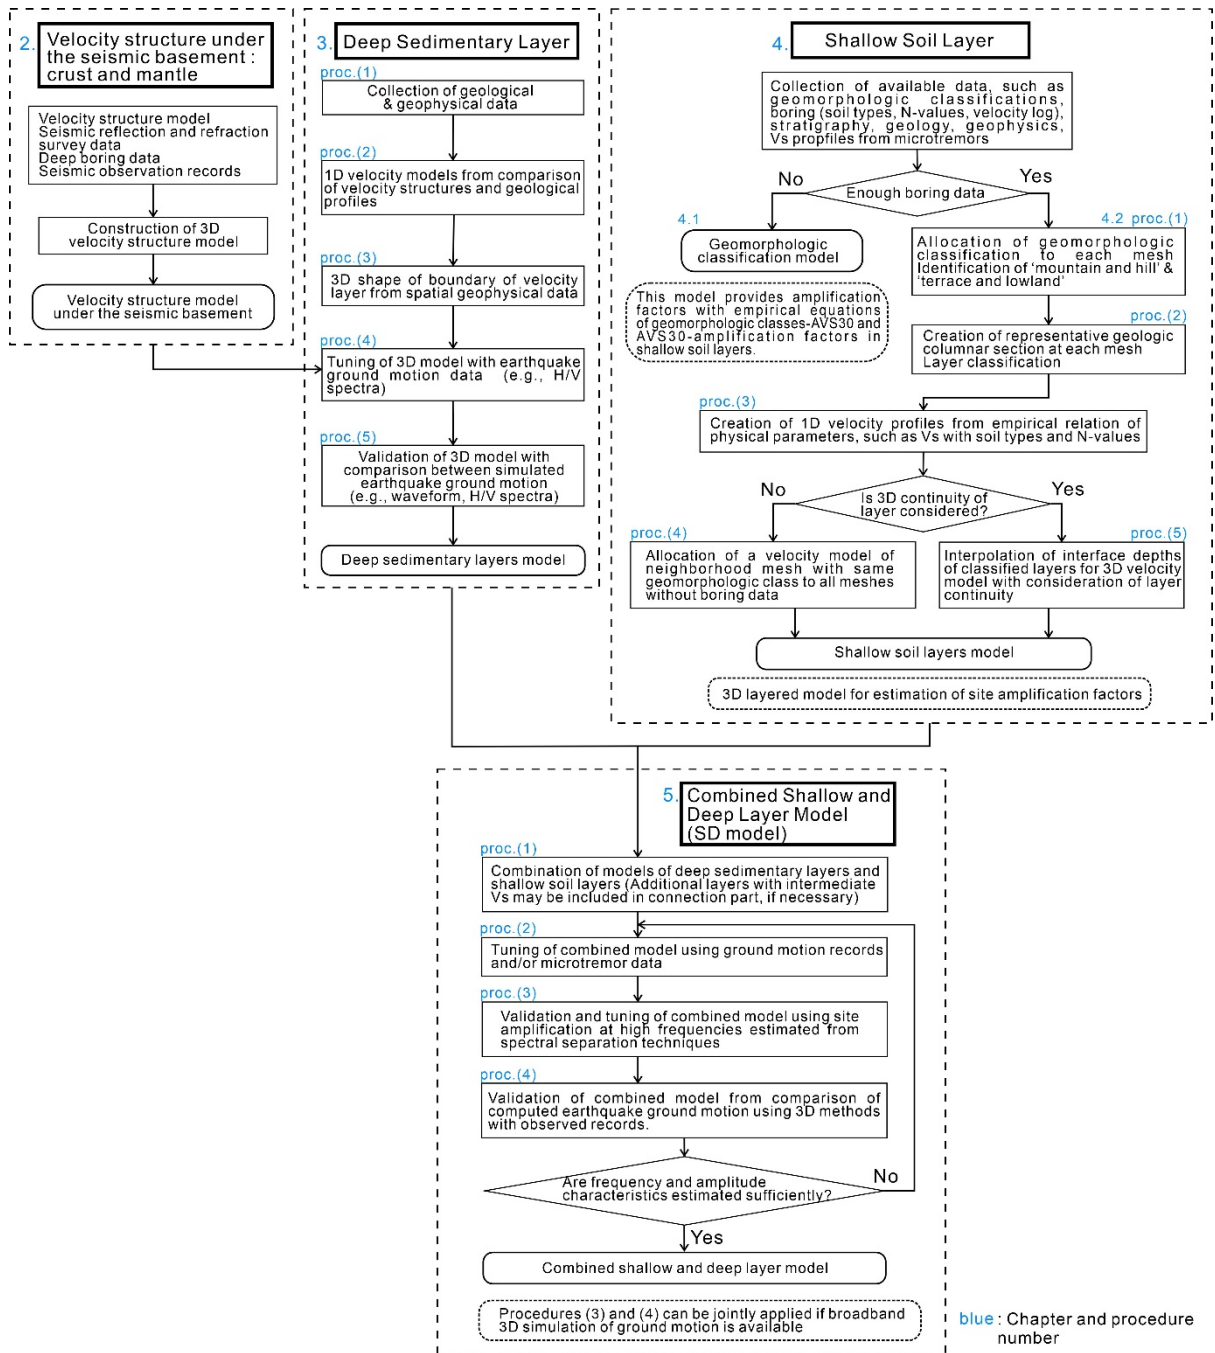 2. Velocity structure under
the seismic basement :
crust and mantle
Velocity structure model
Seismic reflection and refraction
survey data
Deep boring data
Seismic observation records
Construction of 3D
velocity structure model
Velocity structure model
under the seismic basement
3. Deep Sedimentary Layer
proc.(1)
Collection of geological
& geophysical data
proc.(2)
1D velocity models from comparison
of velocity structures and geological
profiles
proc.(3)
3D shape of boundary of velocity
layer from spatial geophysical data
proc.(4)
Tuning of 3D model with earthquake
ground motion data (e.g., H/V
spectra)
proc.(5)
Validation of 3D model with
comparison between simulated
earthquake ground motion
(e.g., waveform, H/V spectra)
Deep sedimentary layers model
4. Shallow Soil Layer
Collection of available data, such as
geomorphologic classifications,
boring (soil types, N-values, velocity log),
stratigraphy, geology, geophysics,
Vs propfiles from microtremors
No
Enough boring data
Yes
4.1
Geomorphologic
classification model
This model provides amplification
factors with empirical equations
of geomorphologic classes-AVS30 and
AVS30-amplification factors in
shallow soil layers.
4.2 proc.(1)
Allocation of geomorphologic
classification to each mesh
Identification of 'mountain and hill' &
'terrace and lowland'
proc.(2)
Creation of representative geologic
columnar section at each mesh
Layer classification
proc.(3)
Creation of 1D velocity profiles from empirical relation of
physical parameters, such as Vs with soil types and N-values
No
Is 3D continuity of
layer considered?
Yes
proc.(4)
Allocation of a velocity model of
neighborhood mesh with same
geomorphologic class to all meshes
without boring data
proc.(5)
Interpolation of interface depths
of classified layers for 3D velocity
model with consideration of layer
continuity
Shallow soil layers model
3D layered model for estimation of site amplification factors
5. Combined Shallow and
Deep Layer Model
(SD model)
proc.(1)
Combination of models of deep sedimentary layers and
shallow soil layers (Additional layers with intermediate
Vs may be included in connection part, if necessary)
proc.(2)
Tuning of combined model using ground motion records
and/or microtremor data
proc.(3)
Validation and tuning of combined model using site
amplification at high frequencies estimated from
spectral separation techniques
proc.(4)
Validation of combined model from comparison of
computed earthquake ground motion using 3D methods
with observed records.
Are frequency and amplitude
characteristics estimated sufficiently?
No
Yes
Combined shallow and deep layer model
Procedures (3) and (4) can be jointly applied if broadband
3D simulation of ground motion is available
blue : Chapter and procedure
number